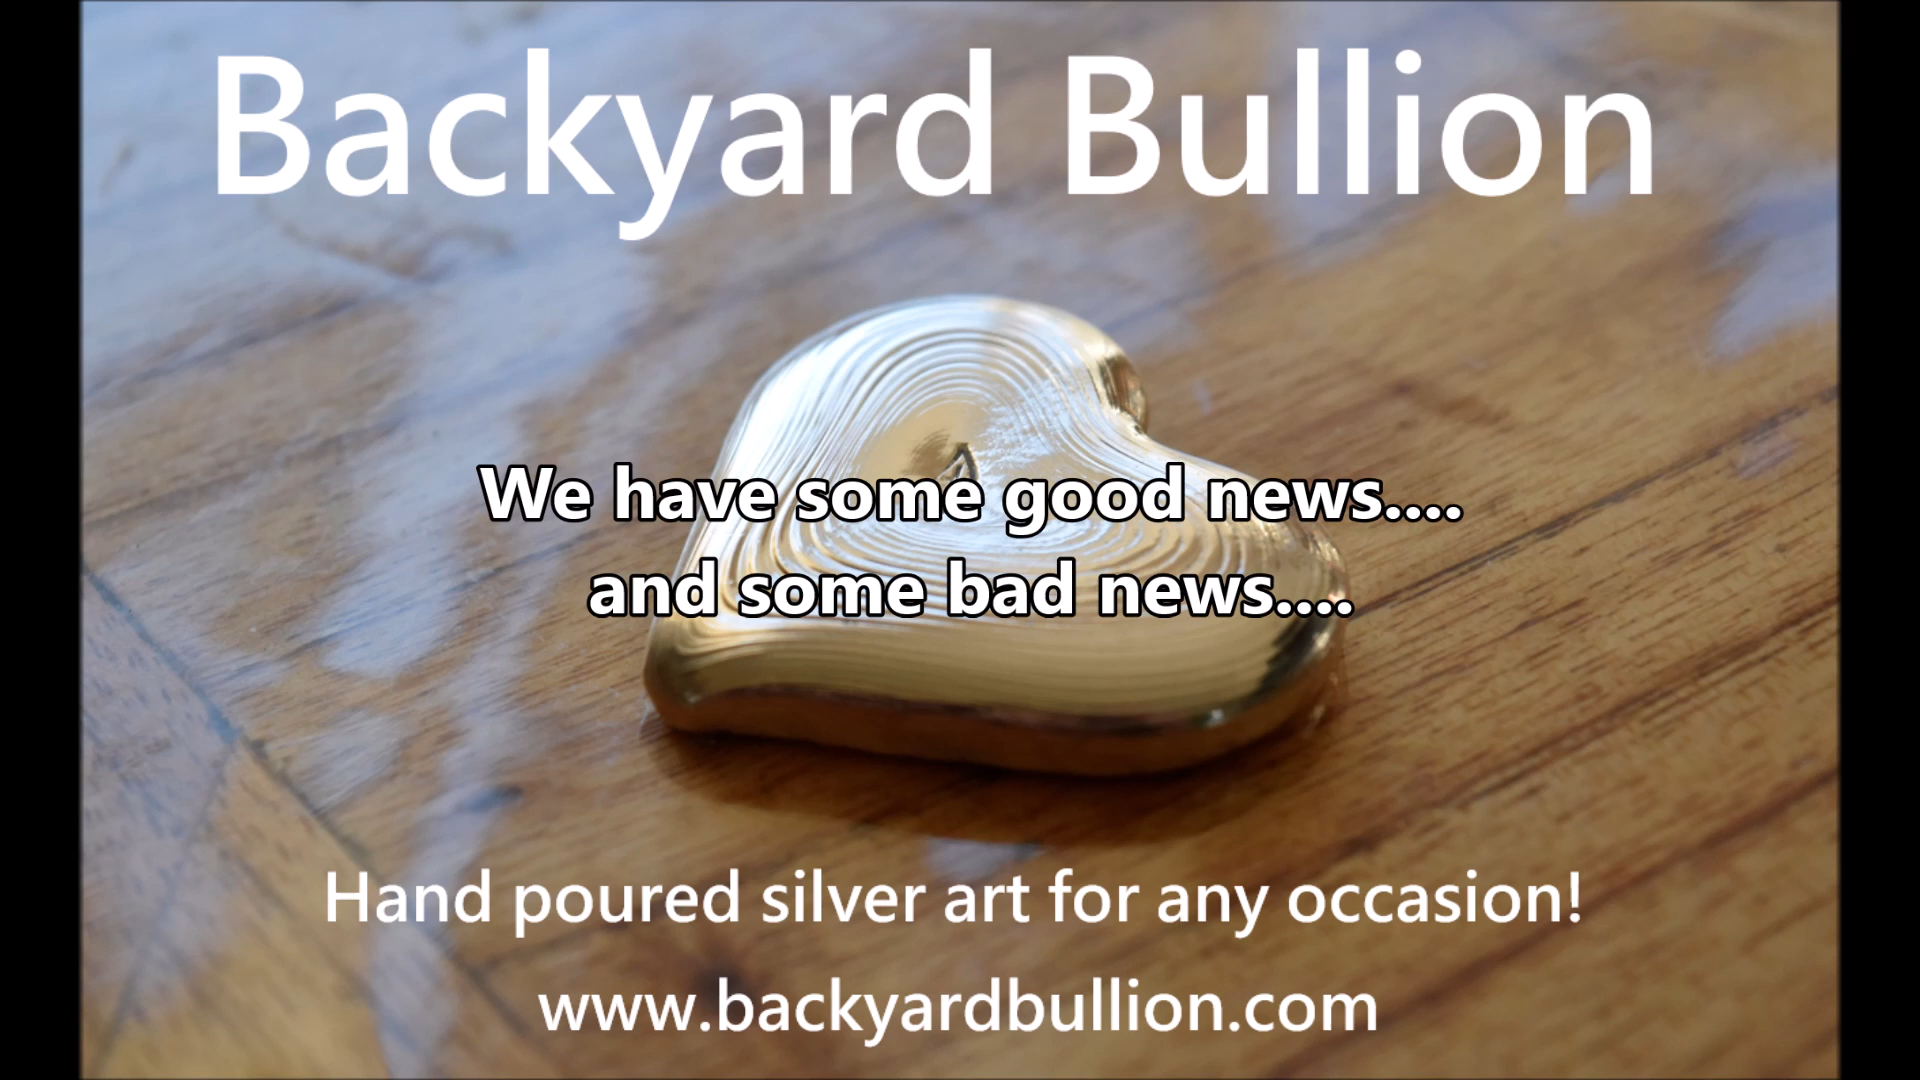 Backyard Bullion
We have some good news....
and some bad news....
Hand poured silver art for any occasion!
www.backyardbullion.com